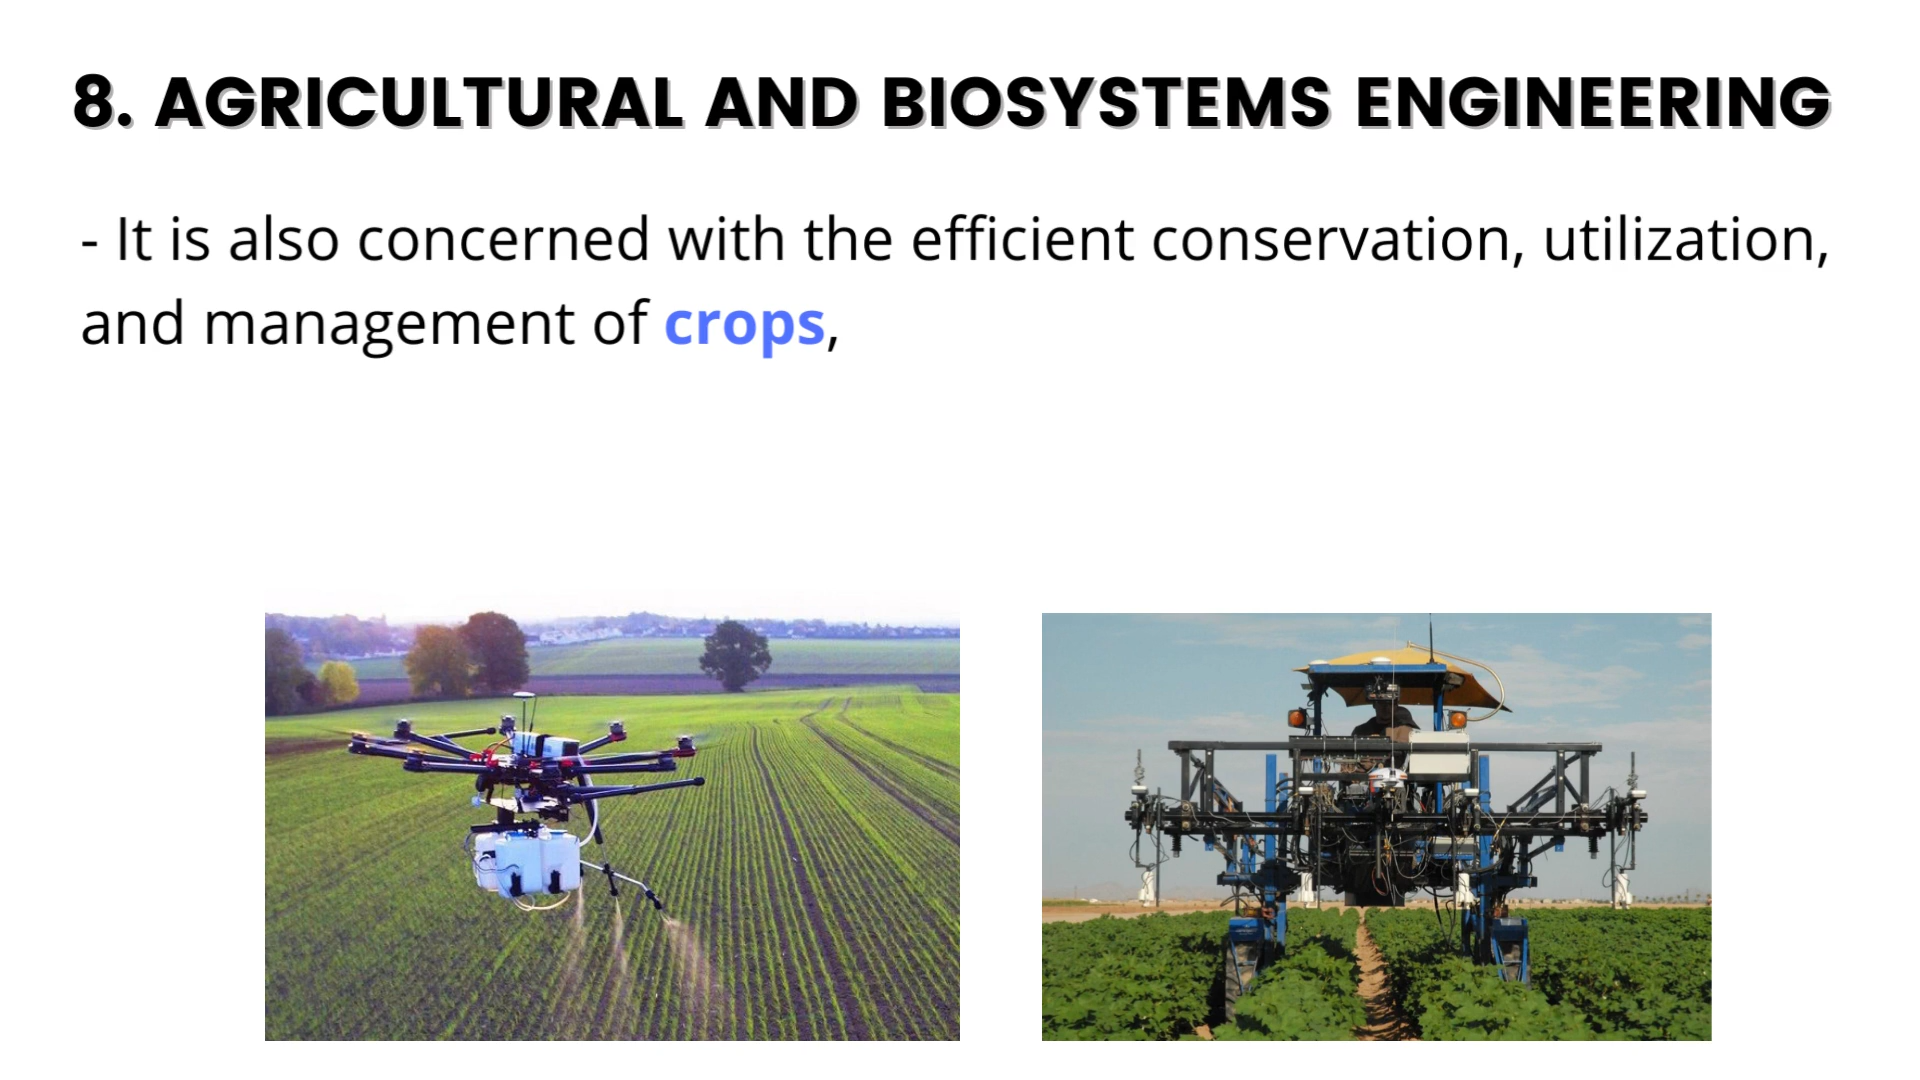 8. AGRICULTURAL AND BIOSYSTEMS ENGINEERING
- It is also concerned with the efficient conservation, utilization,
and management of crops,